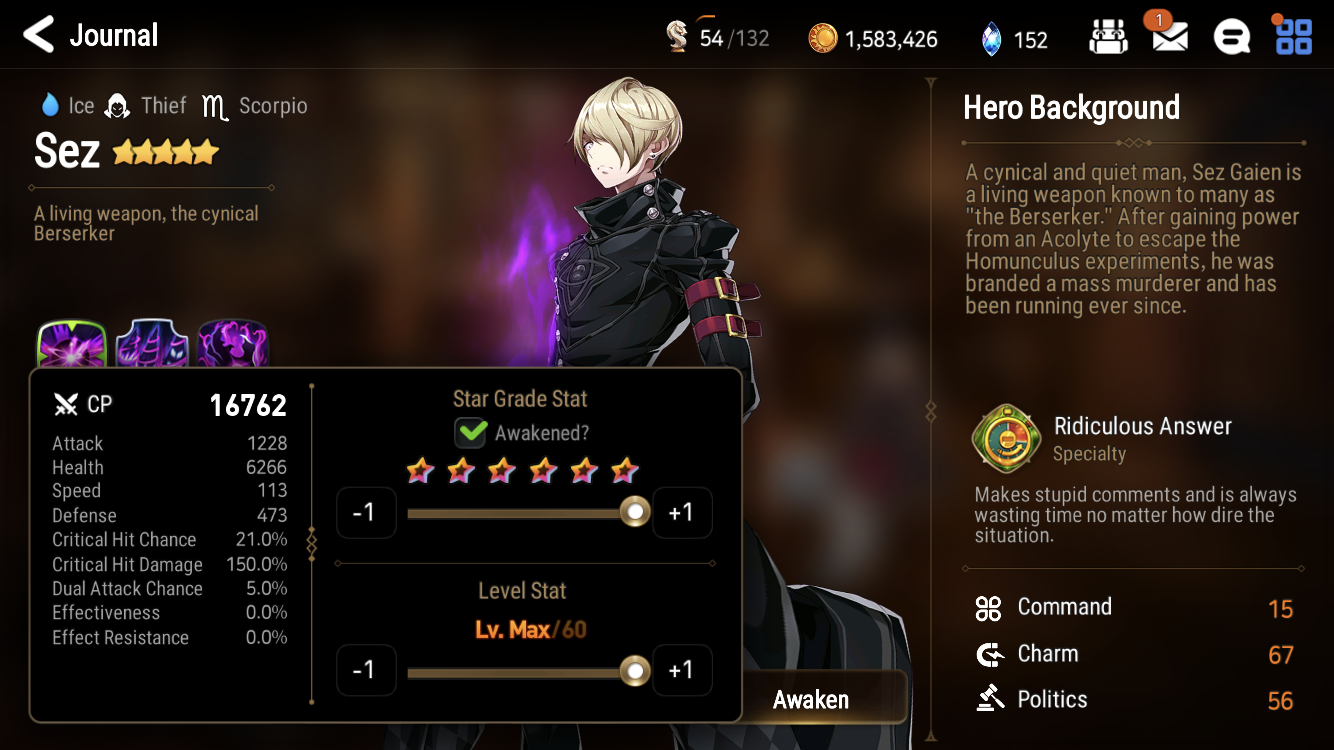 Journal
54/132
1,583,426
152
1
Ice Thief Scorpio
Sez
A living weapon, the cynical
Berserker
CP 16762
Attack 1228
Health 6266
Speed 113
Defense 473
Critical Hit Chance 21.0%
Critical Hit Damage 150.0%
Dual Attack Chance 5.0%
Effectiveness 0.0%
Effect Resistance 0.0%
Star Grade Stat
Awakened?
-1 +1
Level Stat
Lv. Max/60
-1 +1
Awaken
Hero Background
A cynical and quiet man, Sez Gaien is
a living weapon known to many as
"the Berserker." After gaining power
from an Acolyte to escape the
Homunculus experiments, he was
branded a mass murderer and has
been running ever since.
Ridiculous Answer
Specialty
Makes stupid comments and is always
wasting time no matter how dire the
situation.
Command 15
Charm 67
Politics 56